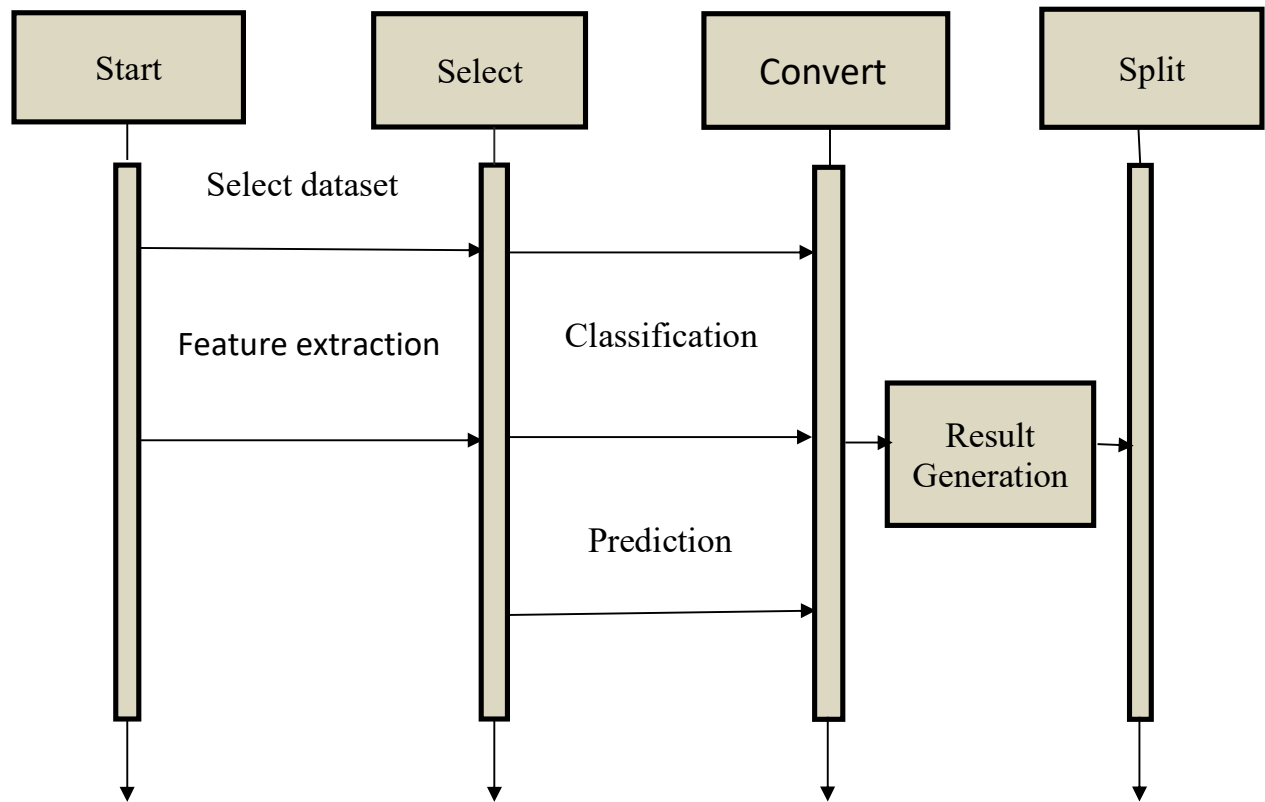 Start
Select
Convert
Split
Select dataset
Feature extraction
Classification
Result
Generation
Prediction